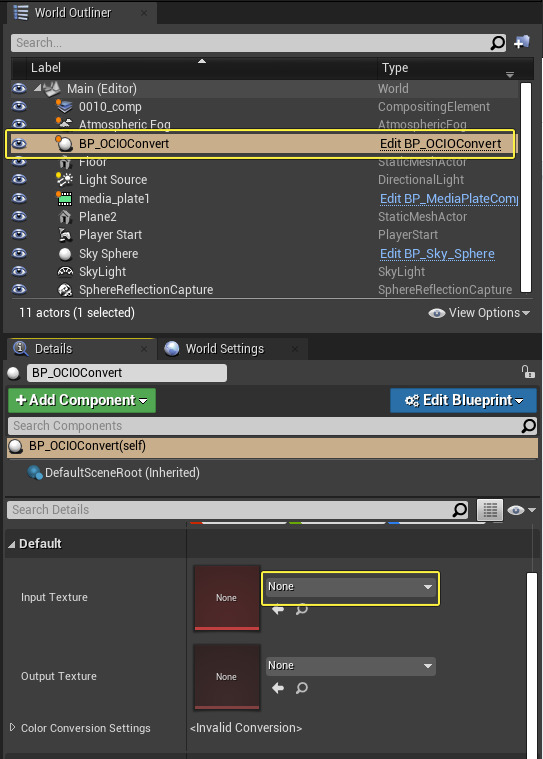 World Outliner
Search...
Label Type
Main (Editor) World
0010_comp CompositingElement
Atmospheric Fog AtmosphericFog
BP_OCIOConvert Edit BP_OCIOConvert
Floor StaticMeshActor
Light Source DirectionalLight
media_plate1 Edit BP_MediaPlateComp
Plane2 StaticMeshActor
Player Start PlayerStart
Sky Sphere Edit BP_Sky_Sphere
SkyLight SkyLight
SphereReflectionCapture SphereReflectionCapture
11 actors (1 selected) View Options
Details World Settings
BP_OCIOConvert
Add Component Edit Blueprint
Search Components
BP_OCIOConvert(self)
DefaultSceneRoot (Inherited)
Search Details
Default
Input Texture None None
Output Texture None None
Color Conversion Settings <Invalid Conversion>